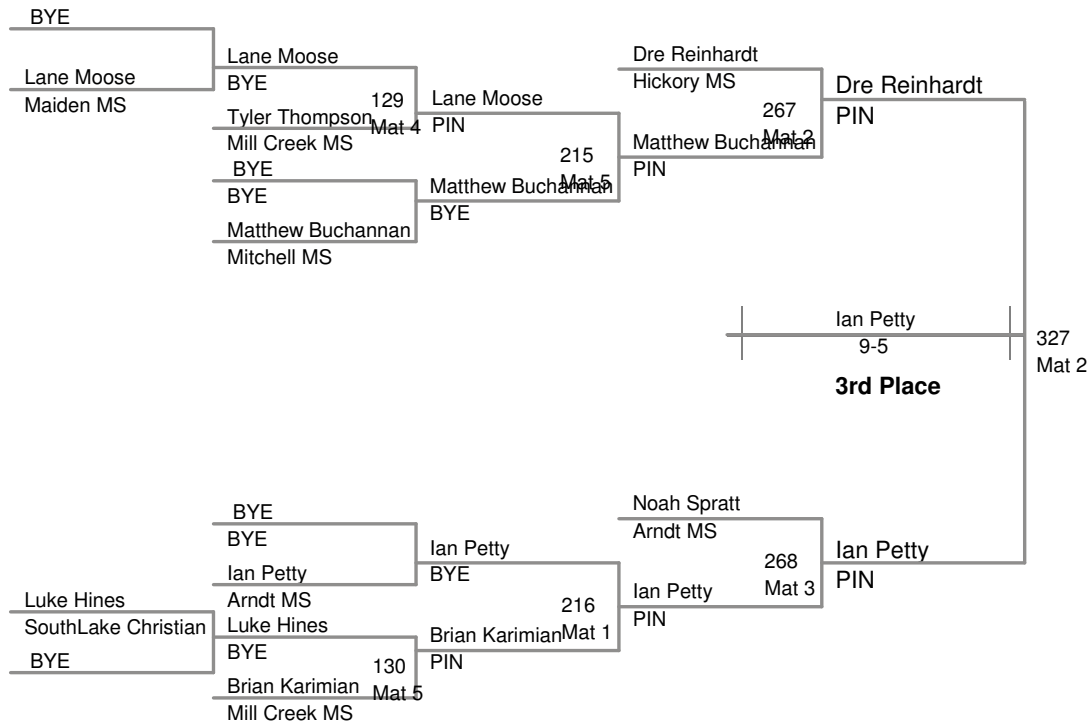 BYE
Lane Moose
Maiden MS
Lane Moose
BYE
129
Mat 4
Tyler Thompson
Mill Creek MS
BYE
BYE
Matthew Buchannan
Mitchell MS
Lane Moose
PIN
215
Mat 5
Matthew Buchannan
BYE
Dre Reinhardt
Hickory MS
267
Mat 2
Matthew Buchannan
PIN
Dre Reinhardt
PIN
Ian Petty
9-5
3rd Place
327
Mat 2
BYE
BYE
Ian Petty
Arndt MS
Luke Hines
SouthLake Christian
BYE
Luke Hines
BYE
130
Mat 5
Brian Karimian
Mill Creek MS
Ian Petty
BYE
216
Mat 1
Brian Karimian
PIN
Noah Spratt
Arndt MS
268
Mat 3
Ian Petty
PIN
Ian Petty
PIN